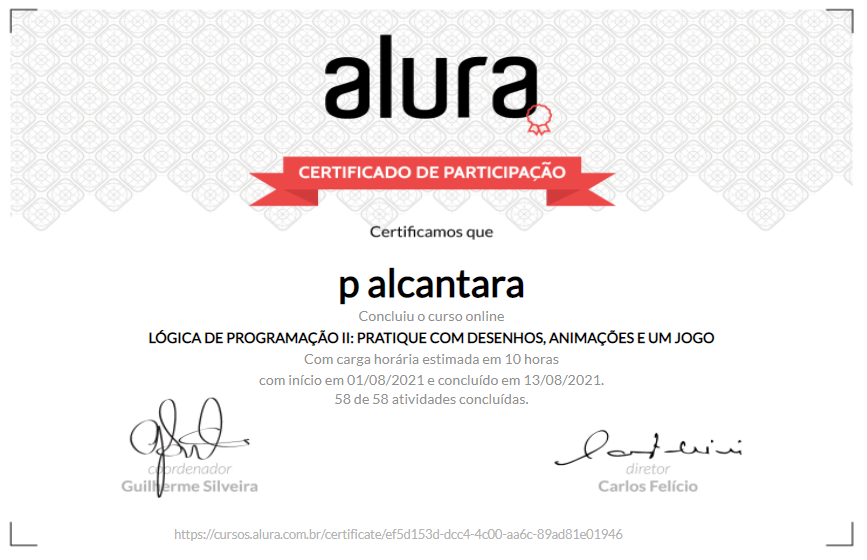 alura
CERTIFICADO DE PARTICIPAÇÃO
Certificamos que
p alcantara
Concluiu o curso online
LÓGICA DE PROGRAMAÇÃO II: PRATIQUE COM DESENHOS, ANIMAÇÕES E UM JOGO
Com carga horária estimada em 10 horas
com início em 01/08/2021 e concluído em 13/08/2021.
58 de 58 atividades concluídas.
coordenador
Guilherme Silveira
diretor
Carlos Felício
https://cursos.alura.com.br/certificate/ef5d153d-dcc4-4c00-aa6c-89ad81e01946